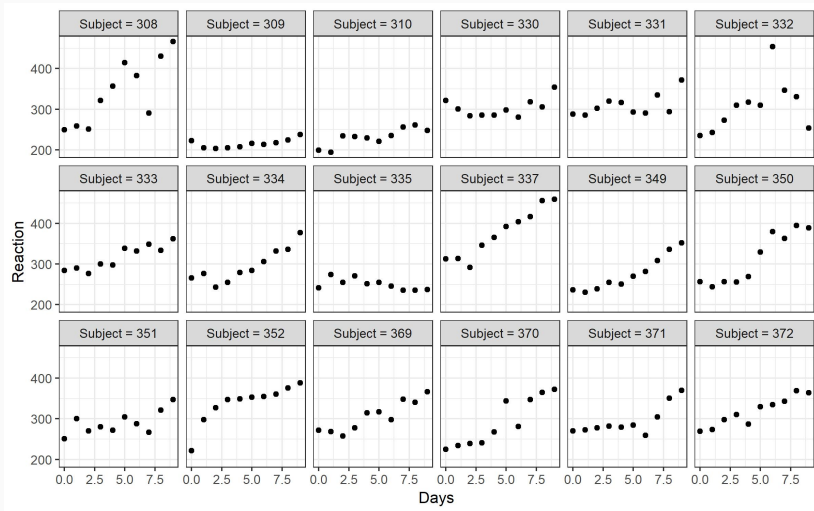 Subject = 308 Subject = 309 Subject = 310 Subject = 330 Subject = 331 Subject = 332
400
300
200
Subject = 333 Subject = 334 Subject = 335 Subject = 337 Subject = 349 Subject = 350
Reaction
400
300
200
Subject = 351 Subject = 352 Subject = 369 Subject = 370 Subject = 371 Subject = 372
400
300
200
0.0 2.5 5.0 7.5 0.0 2.5 5.0 7.5 0.0 2.5 5.0 7.5 0.0 2.5 5.0 7.5 0.0 2.5 5.0 7.5 0.0 2.5 5.0 7.5
Days